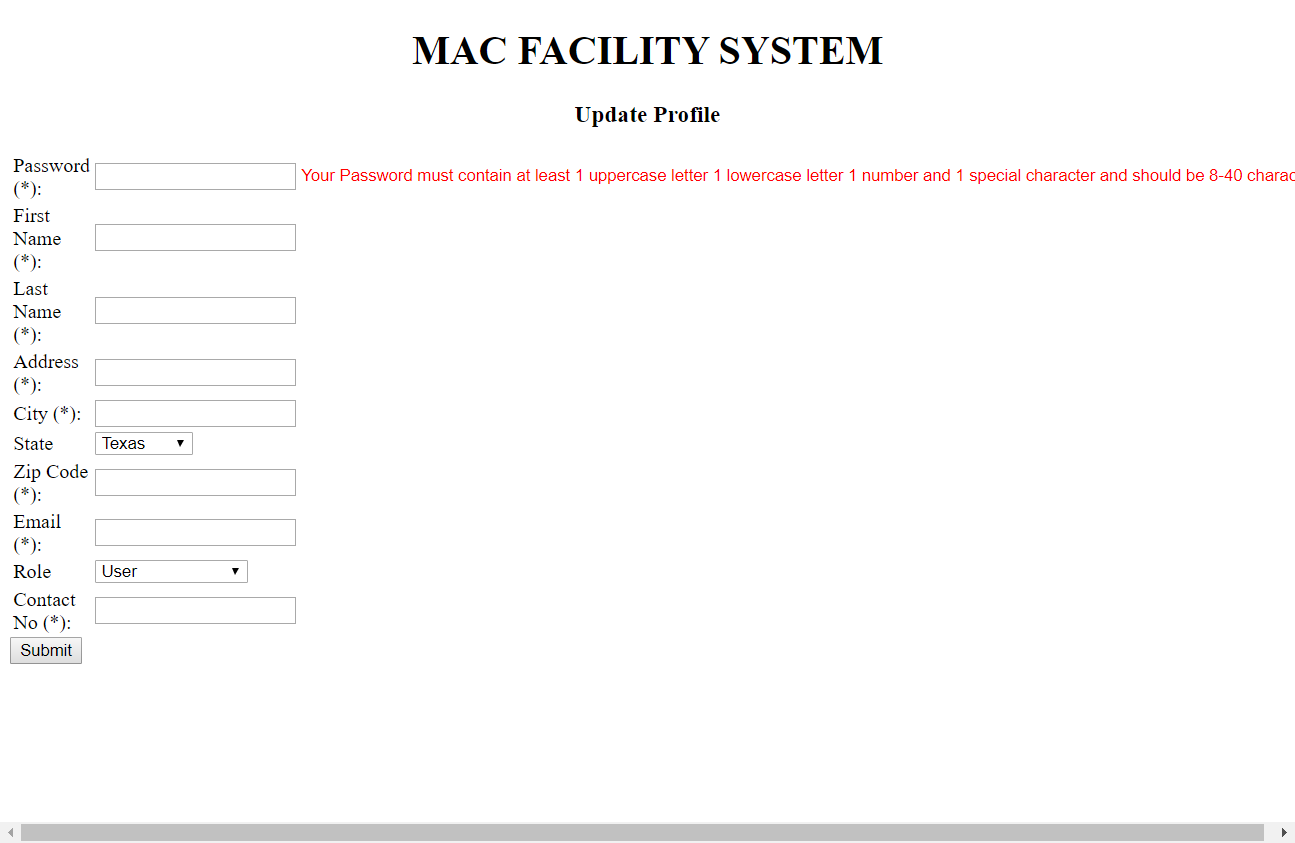 MAC FACILITY SYSTEM
Update Profile
Password
(*):
Your Password must contain at least 1 uppercase letter 1 lowercase letter 1 number and 1 special character and should be 8-40 charac
First
Name
(*):
Last
Name
(*):
Address
(*):
City (*):
State Texas
Zip Code
(*):
Email
(*):
Role User
Contact
No (*):
Submit